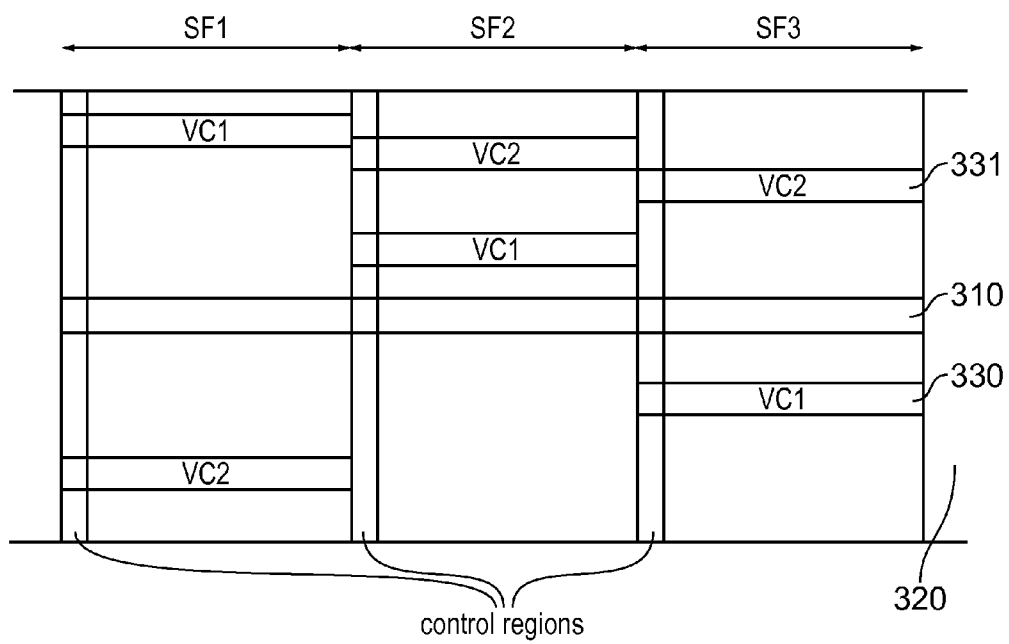 SF1 SF2 SF3
VC1
VC2
331
VC2
VC1
310
330
VC1
VC2
320
control regions